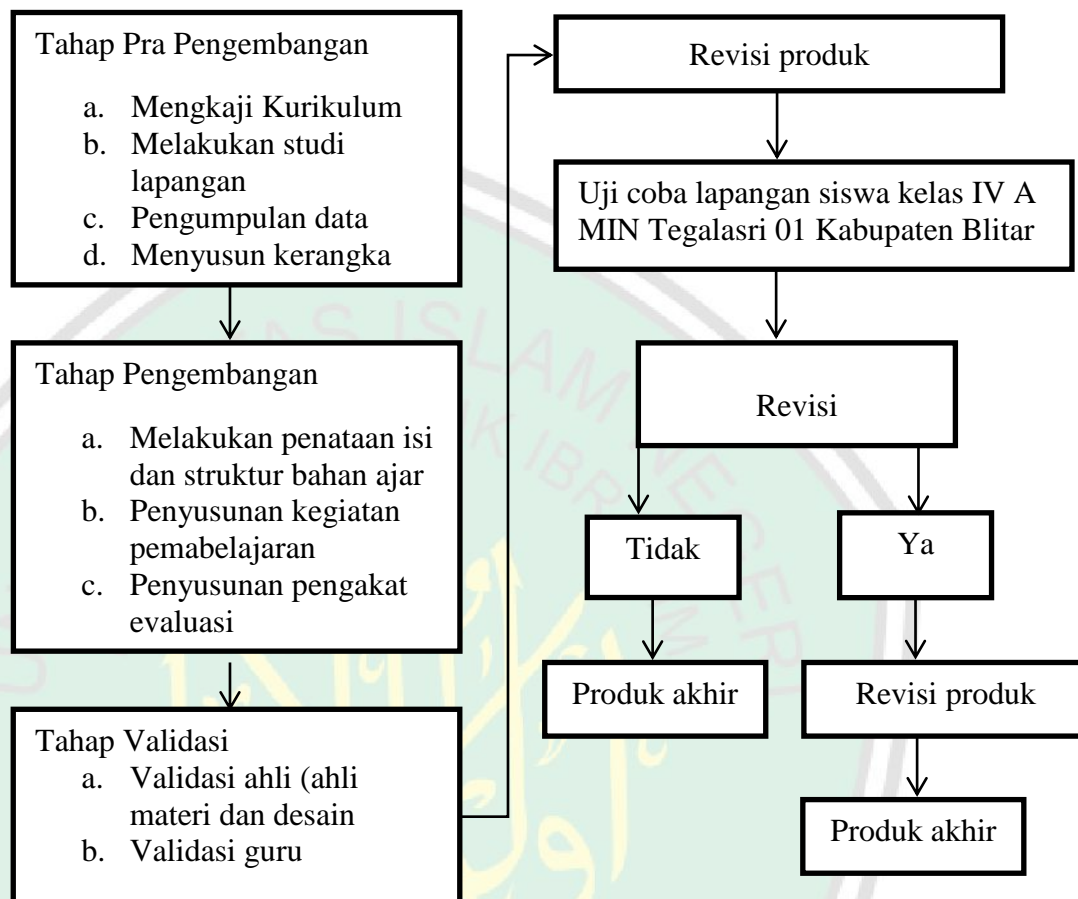 Tahap Pra Pengembangan
a. Mengkaji Kurikulum
b. Melakukan studi
lapangan
c. Pengumpulan data
d. Menyusun kerangka
Tahap Pengembangan
a. Melakukan penataan isi
dan struktur bahan ajar
b. Penyusunan kegiatan
pemabelajaran
c. Penyusunan pengakat
evaluasi
Tahap Validasi
a. Validasi ahli (ahli
materi dan desain
b. Validasi guru
Revisi produk
Uji coba lapangan siswa kelas IV A
MIN Tegalasri 01 Kabupaten Blitar
Revisi
Tidak
Ya
Produk akhir
Revisi produk
Produk akhir